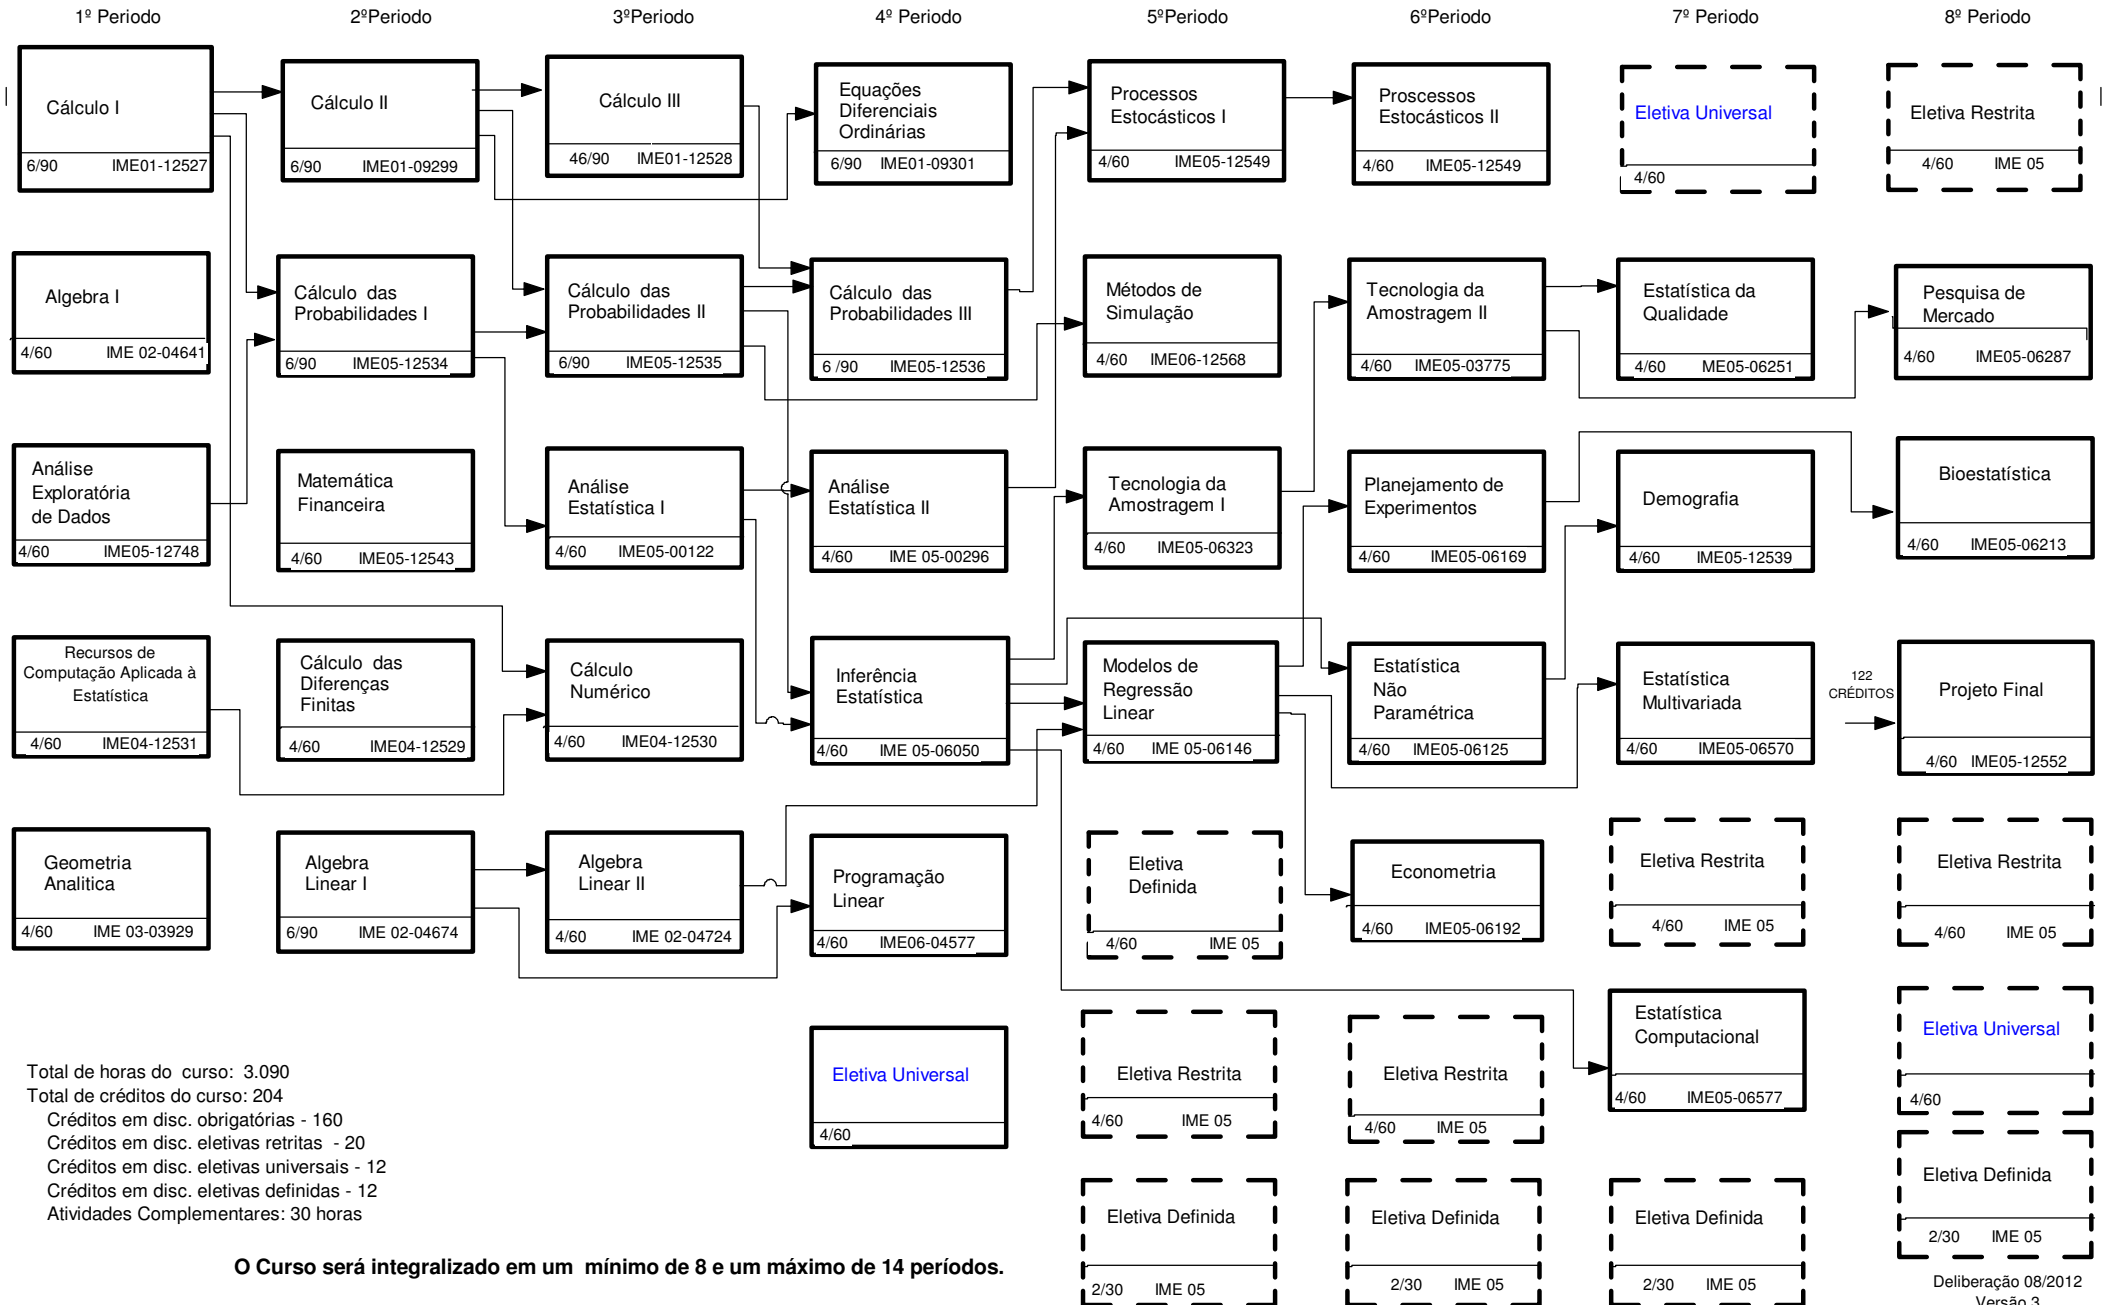 1º Periodo
2ºPeriodo
3ºPeriodo
4º Periodo
5ºPeriodo
6ºPeriodo
7º Periodo
8º Periodo
Cálculo I
6/90 IME01-12527
Cálculo II
6/90 IME01-09299
Cálculo III
46/90 IME01-12528
Equações
Diferenciais
Ordinárias
6/90 IME01-09301
Processos
Estocásticos I
4/60 IME05-12549
Proscessos
Estocásticos II
4/60 IME05-12549
Eletiva Universal
4/60
Eletiva Restrita
4/60 IME 05
Algebra I
4/60 IME 02-04641
Cálculo das
Probabilidades I
6/90 IME05-12534
Cálculo das
Probabilidades II
6/90 IME05-12535
Cálculo das
Probabilidades III
6 /90 IME05-12536
Métodos de
Simulação
4/60 IME06-12568
Tecnologia da
Amostragem II
4/60 IME05-03775
Estatística da
Qualidade
4/60 ME05-06251
Pesquisa de
Mercado
4/60 IME05-06287
Análise
Exploratória
de Dados
4/60 IME05-12748
Matemática
Financeira
4/60 IME05-12543
Análise
Estatística I
4/60 IME05-00122
Análise
Estatística II
4/60 IME 05-00296
Tecnologia da
Amostragem I
4/60 IME05-06323
Planejamento de
Experimentos
4/60 IME05-06169
Demografia
4/60 IME05-12539
Bioestatística
4/60 IME05-06213
Recursos de
Computação Aplicada à
Estatística
4/60 IME04-12531
Cálculo das
Diferenças
Finitas
4/60 IME04-12529
Cálculo
Numérico
4/60 IME04-12530
Inferência
Estatística
4/60 IME 05-06050
Modelos de
Regressão
Linear
4/60 IME 05-06146
Estatística
Não
Paramétrica
4/60 IME05-06125
Estatística
Multivariada
4/60 IME05-06570
122
CRÉDITOS
Projeto Final
4/60 IME05-12552
Geometria
Analitica
4/60 IME 03-03929
Algebra
Linear I
6/90 IME 02-04674
Algebra
Linear II
4/60 IME 02-04724
Programação
Linear
4/60 IME06-04577
Eletiva
Definida
4/60 IME 05
Econometria
4/60 IME05-06192
Eletiva Restrita
4/60 IME 05
Eletiva Restrita
4/60 IME 05
Eletiva Universal
4/60
Eletiva Restrita
4/60 IME 05
Eletiva Restrita
4/60 IME 05
Estatística
Computacional
4/60 IME05-06577
Eletiva Universal
4/60
Eletiva Definida
2/30 IME 05
Eletiva Definida
2/30 IME 05
Eletiva Definida
2/30 IME 05
Eletiva Definida
2/30 IME 05
Total de horas do curso: 3.090
Total de créditos do curso: 204
Créditos em disc. obrigatórias - 160
Créditos em disc. eletivas retritas - 20
Créditos em disc. eletivas universais - 12
Créditos em disc. eletivas definidas - 12
Atividades Complementares: 30 horas
O Curso será integralizado em um mínimo de 8 e um máximo de 14 períodos.
Deliberação 08/2012
Versão 3